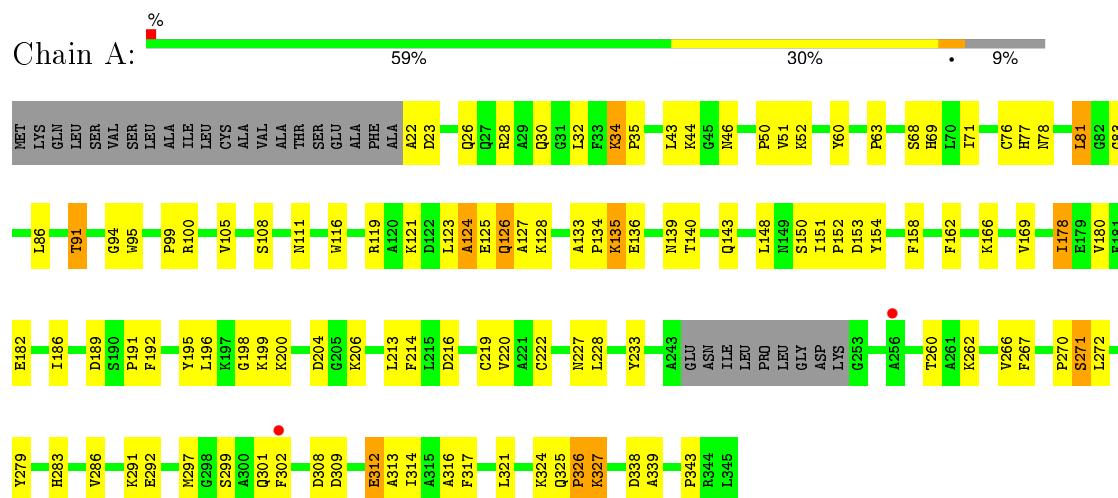 %
Chain A:
59% 30% • 9%
MET LYS GLN LEU SER VAL SER LEU ALA ILE LEU CYS ALA VAL ALA THR SER GLU ALA PHE ALA A22 D23 Q26 Q27 R28 A29 Q30 G31 L32 F33 K34 P35 L43 K44 G45 N46 P50 V51 K52 Y60 P63 S68 H69 L70 I71 C76 H77 N78 L81 G82
L86 T91 G94 W95 P99 R100 V105 S108 N111 W116 R119 A120 K121 D122 L123 A124 E125 Q126 A127 K128 A133 P134 K135 E136 N139 T140 Q143 L148 N149 S150 I151 P152 D153 Y154 F158 F162 K166 V169 I178 E179 V180
E182 I186 D189 S190 P191 F192 Y195 L196 K197 G198 K199 K200 D204 G205 K206 L213 F214 L215 D216 C219 V220 A221 C222 N227 L228 Y233 A243 GLU ASN ILE LEU PRO LEU GLY ASP LYS G253 A256 T260 A261 K262 V266 F267 P270 S271 L272
Y279 H283 V286 K291 E292 M297 G298 S299 A300 Q301 F302 D308 D309 E312 A313 I314 A315 A316 F317 L321 K324 Q325 P326 K327 D338 A339 P343 R344 L345